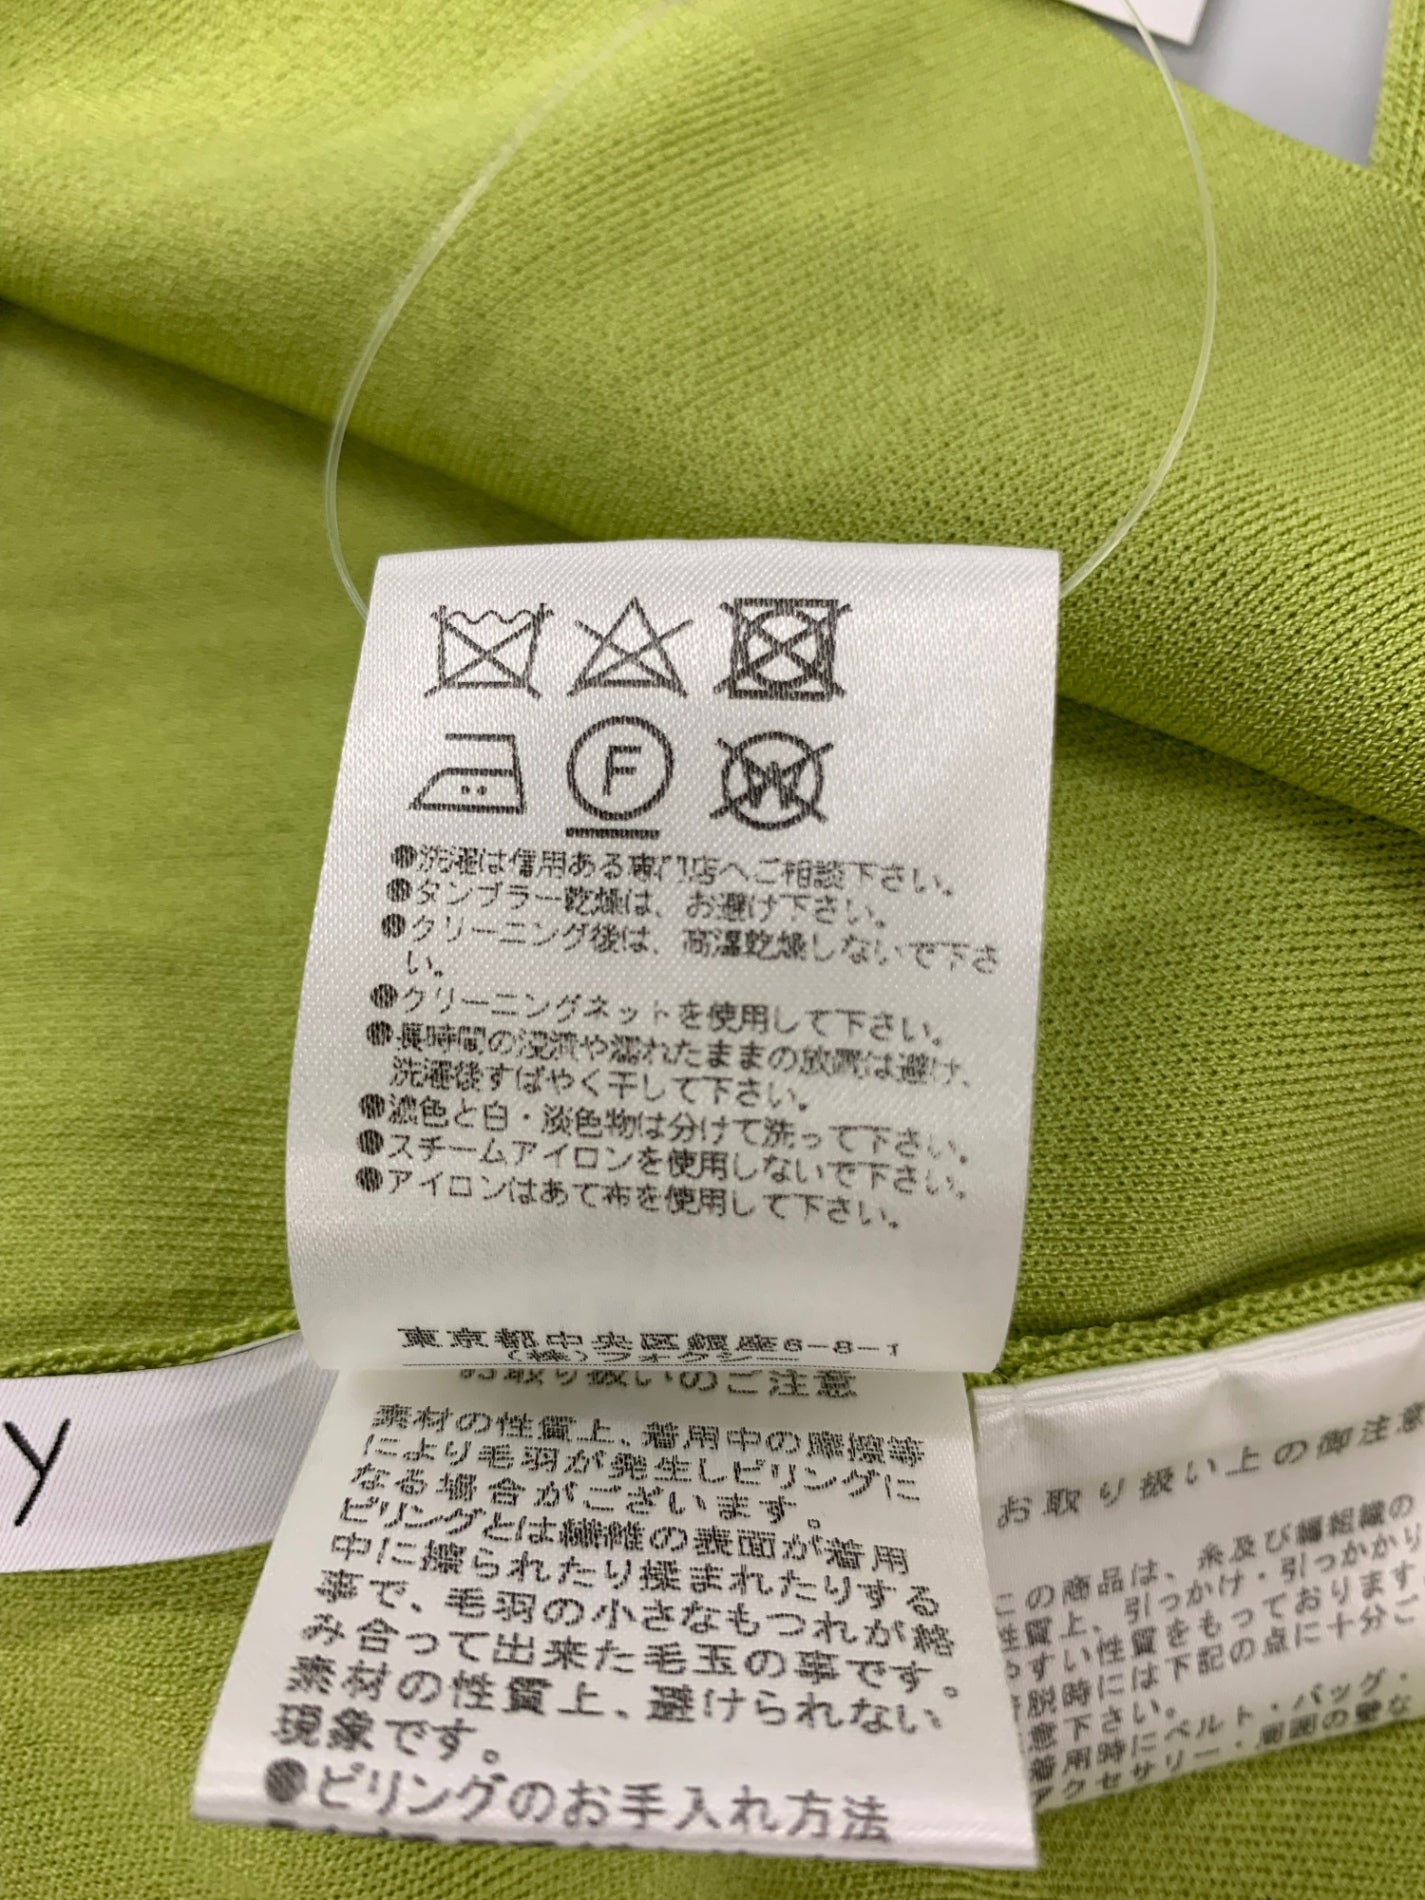 F
W
●洗濯は信用ある専門店へご相談下さい。
●タンブラー乾燥は、お避け下さい。
●クリーニング後は、高温乾燥しないで下さ
い。
●クリーニングネットを使用して下さい。
●長時間の浸漬や濡れたままの放置は避け、
洗濯後すばやく干して下さい。
●濃色と白・淡色物は分けて洗って下さい。
●スチームアイロンを使用しないで下さい。
●アイロンはあて布を使用して下さい。
東京都中央区銀座6-8-1
(株)フォクシー
お取り扱いのご注意
素材の性質上、着用中の摩擦等
により毛羽が発生しピリングに
なる場合がございます。
ピリングとは繊維の表面が着用
中に擦られたり揉まれたりする
事で、毛羽の小さなもつれが絡
み合って出来た毛玉の事です。
素材の性質上、避けられない
現象です。
●ピリングのお手入れ方法
y
お取り扱い上の御注意
この商品は、糸及び編組織の
性質上、引っかけ・引っかかり
やすい性質をもっております
着脱時には下記の点に十分ご
意下さい。
着用時にベルト・バッグ・
アクセサリー・周囲の壁な